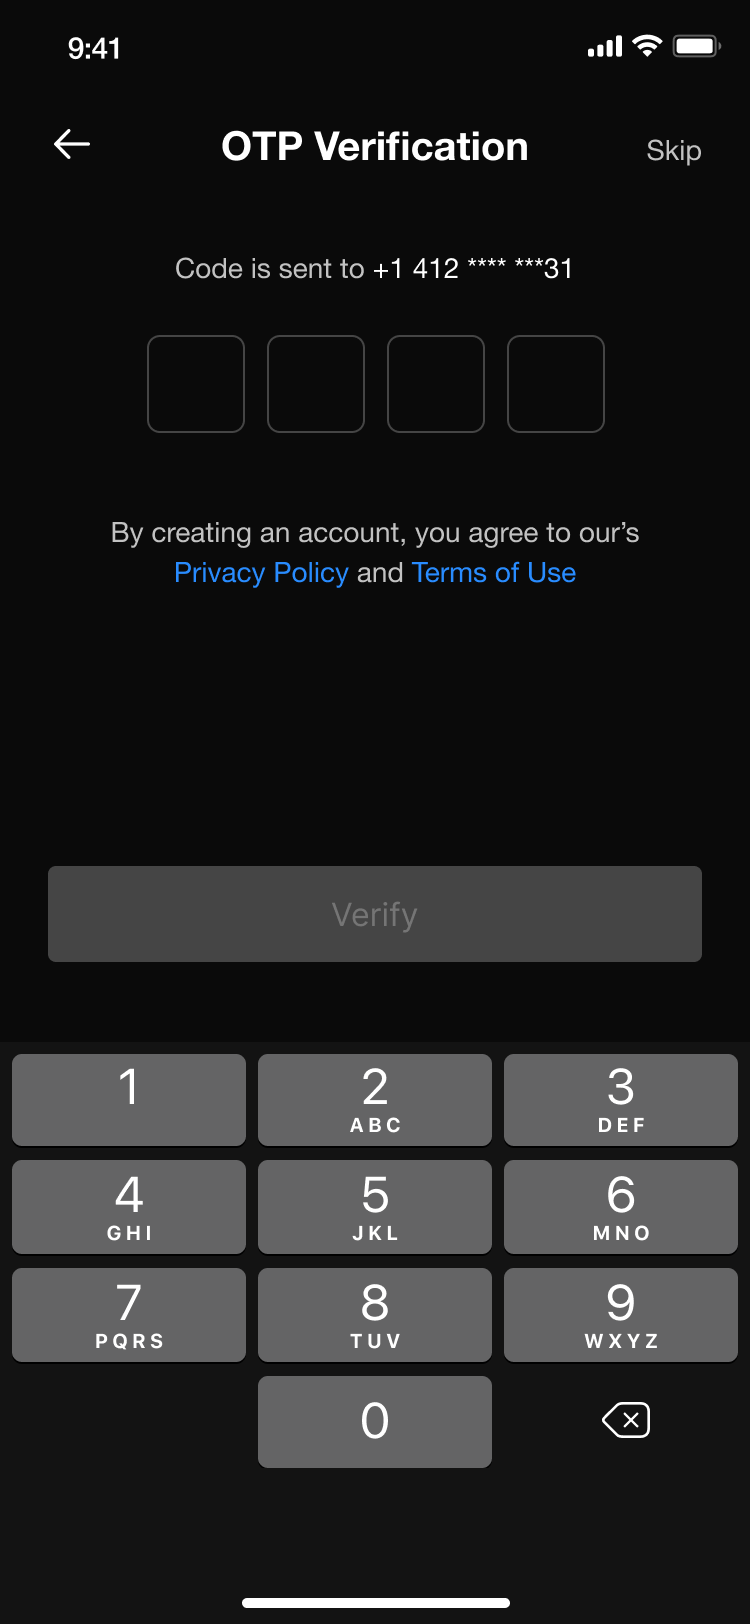 9:41
OTP Verification
Skip
Code is sent to +1 412 **** ***31
By creating an account, you agree to our’s
Privacy Policy and Terms of Use
Verify
1
2
3
ABC
DEF
4
5
6
GHI
JKL
MNO
7
8
9
PQRS
TUV
WXYZ
0